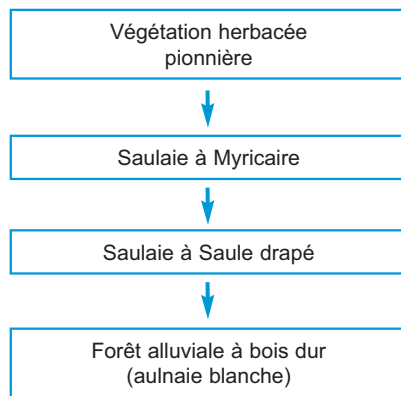 Végétation herbacée
pionnière
Saulaie à Myricaire
Saulaie à Saule drapé
Forêt alluviale à bois dur
(aulnaie blanche)